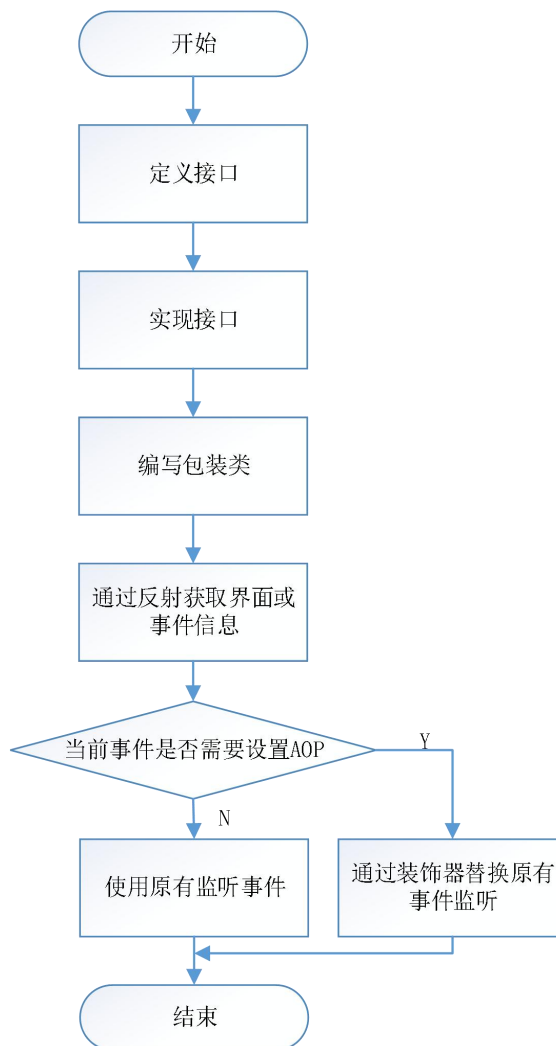 开始
定义接口
实现接口
编写包装类
通过反射获取界面或
事件信息
当前事件是否需要设置AOP
Y
N
使用原有监听事件
通过装饰器替换原有
事件监听
结束